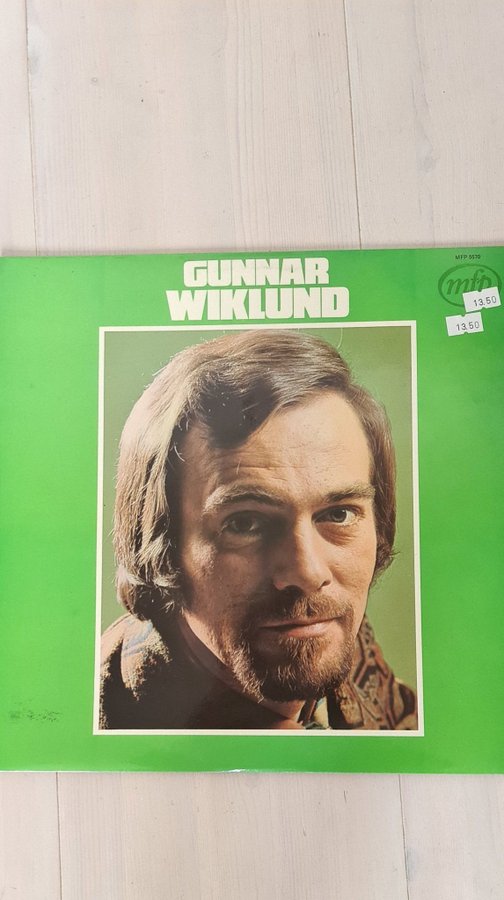 MFP 5570
GUNNAR
WIKLUND
mfp
13.50
13.50